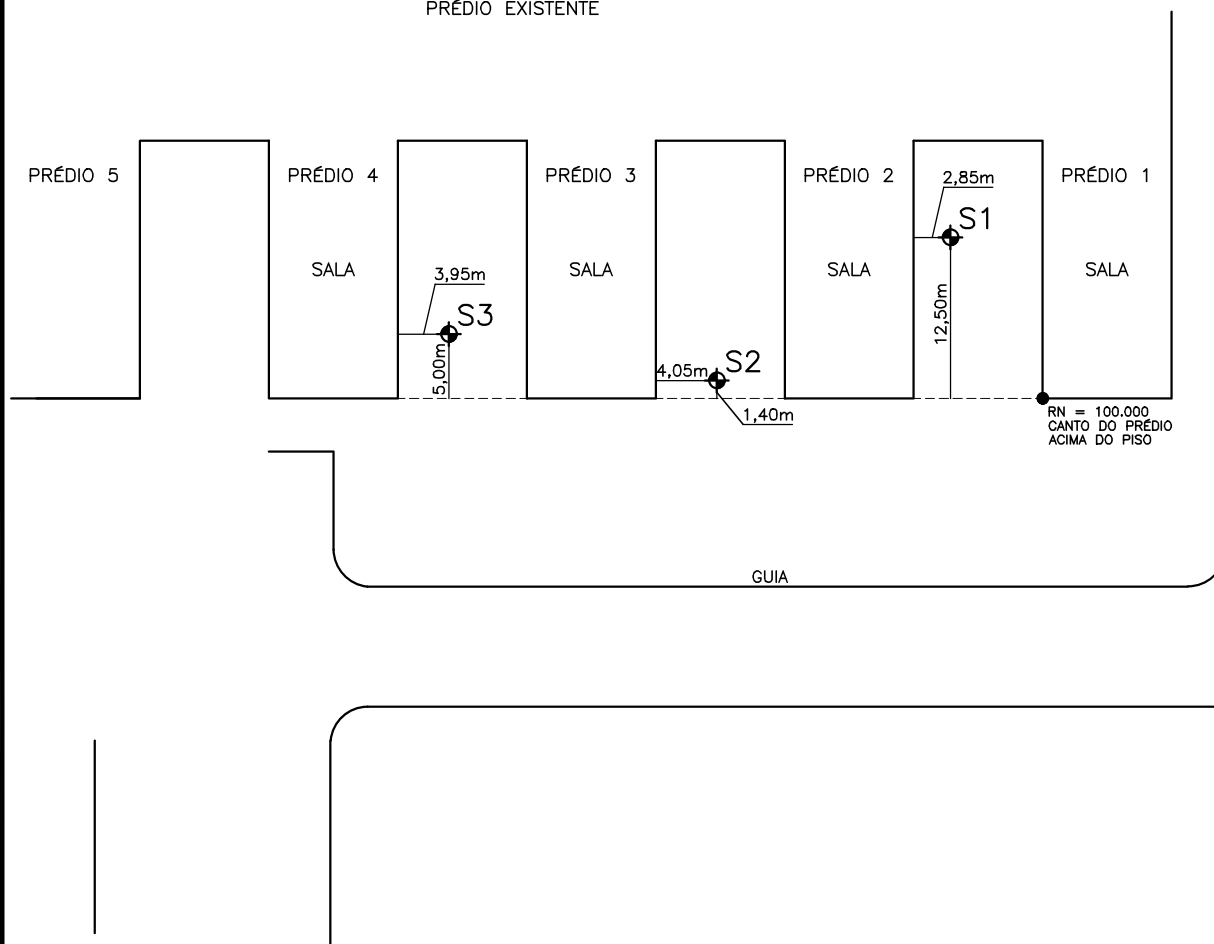 PRÉDIO EXISTENTE
PRÉDIO 5
PRÉDIO 4
PRÉDIO 3
PRÉDIO 2
PRÉDIO 1
2,85m
S1
SALA
SALA
SALA
SALA
3,95m
S3
12,50m
5,00m
S2
4,05m
1,40m
RN = 100.000
CANTO DO PRÉDIO
ACIMA DO PISO
GUIA